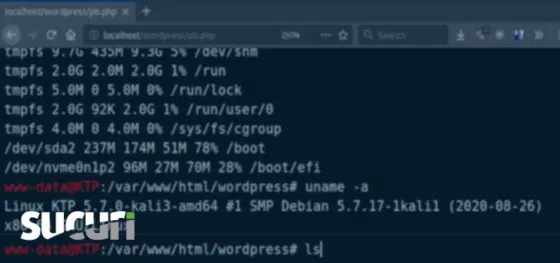 localhost/wordpress/pb.php
localhost/wordpress/pb.php 150% Search
tmpfs 9.7G 435M 9.3G 5% /dev/shm
tmpfs 2.0G 2.0M 2.0G 1% /run
tmpfs 5.0M 0 5.0M 0% /run/lock
tmpfs 2.0G 92K 2.0G 1% /run/user/0
tmpfs 4.0M 0 4.0M 0% /sys/fs/cgroup
/dev/sda2 237M 174M 51M 78% /boot
/dev/nvme0n1p2 96M 27M 70M 28% /boot/efi
www-data@KTP:/var/www/html/wordpress# uname -a
Linux KTP 5.7.0-kali3-amd64 #1 SMP Debian 5.7.17-1kali1 (2020-08-26)
sucuri
www-data@KTP:/var/www/html/wordpress# ls